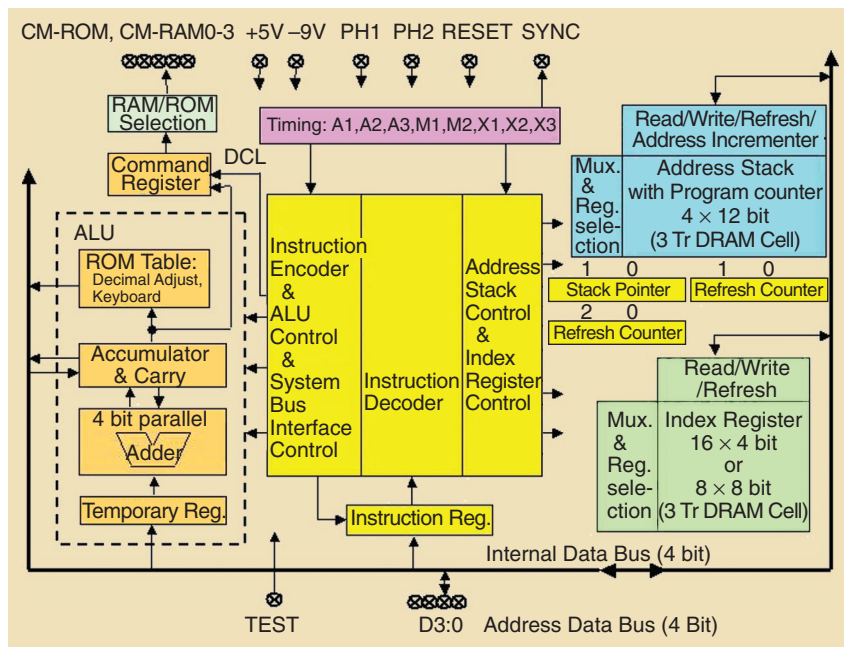 CM-ROM, CM-RAM0-3 +5V –9V PH1 PH2 RESET SYNC
RAM/ROM
Selection
Timing: A1,A2,A3,M1,M2,X1,X2,X3
Read/Write/Refresh/
Address Incrementer
DCL
Command
Register
Mux.
&
Reg.
sele-
ction
Address Stack
with Program counter
4 × 12 bit
(3 Tr DRAM Cell)
ALU
ROM Table:
Decimal Adjust,
Keyboard
Instruction
Encoder
&
ALU
Control
&
System
Bus
Interface
Control
Instruction
Decoder
Address
Stack
Control
&
Index
Register
Control
1 0
Stack Pointer
1 0
Refresh Counter
2 0
Refresh Counter
Accumulator
& Carry
4 bit parallel
Adder
Temporary Reg.
Read/Write
/Refresh
Mux.
&
Reg.
sele-
ction
Index Register
16 × 4 bit
or
8 × 8 bit
(3 Tr DRAM Cell)
Instruction Reg.
Internal Data Bus (4 bit)
TEST
D3:0 Address Data Bus (4 Bit)